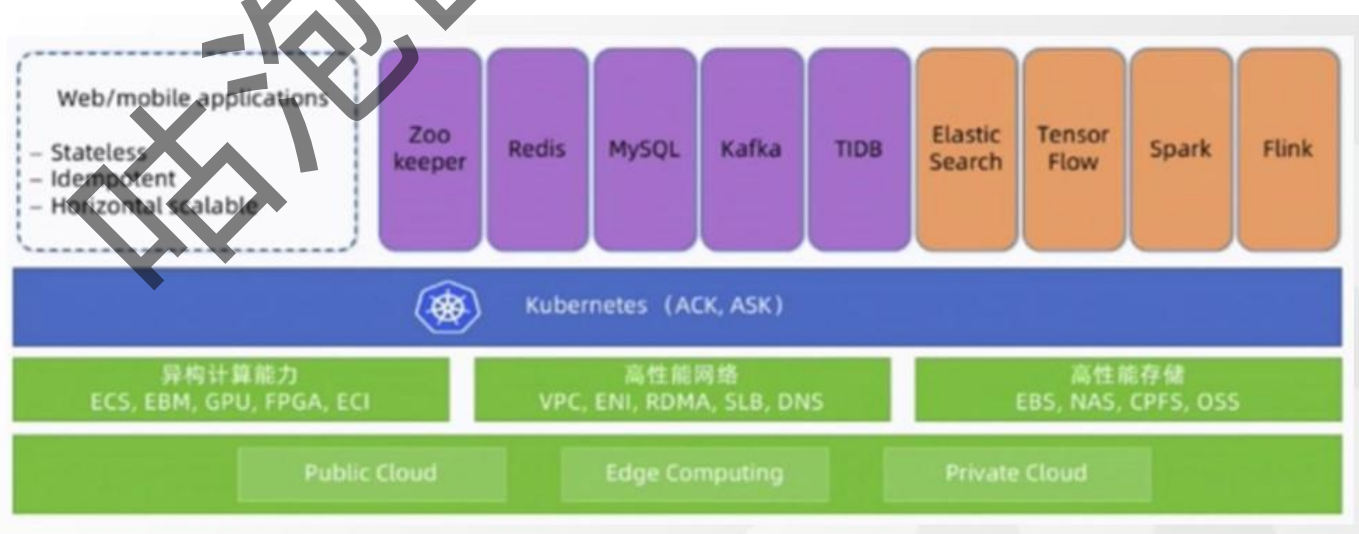 咕泡
Web/mobile applications
– Stateless
– Idempotent
– Horizontal scalable
Zoo
keeper
Redis
MySQL
Kafka
TIDB
Elastic
Search
Tensor
Flow
Spark
Flink
Kubernetes （ACK, ASK）
异构计算能力
ECS, EBM, GPU, FPGA, ECI
高性能网络
VPC, ENI, RDMA, SLB, DNS
高性能存储
EBS, NAS, CPFS, OSS
Public Cloud
Edge Computing
Private Cloud